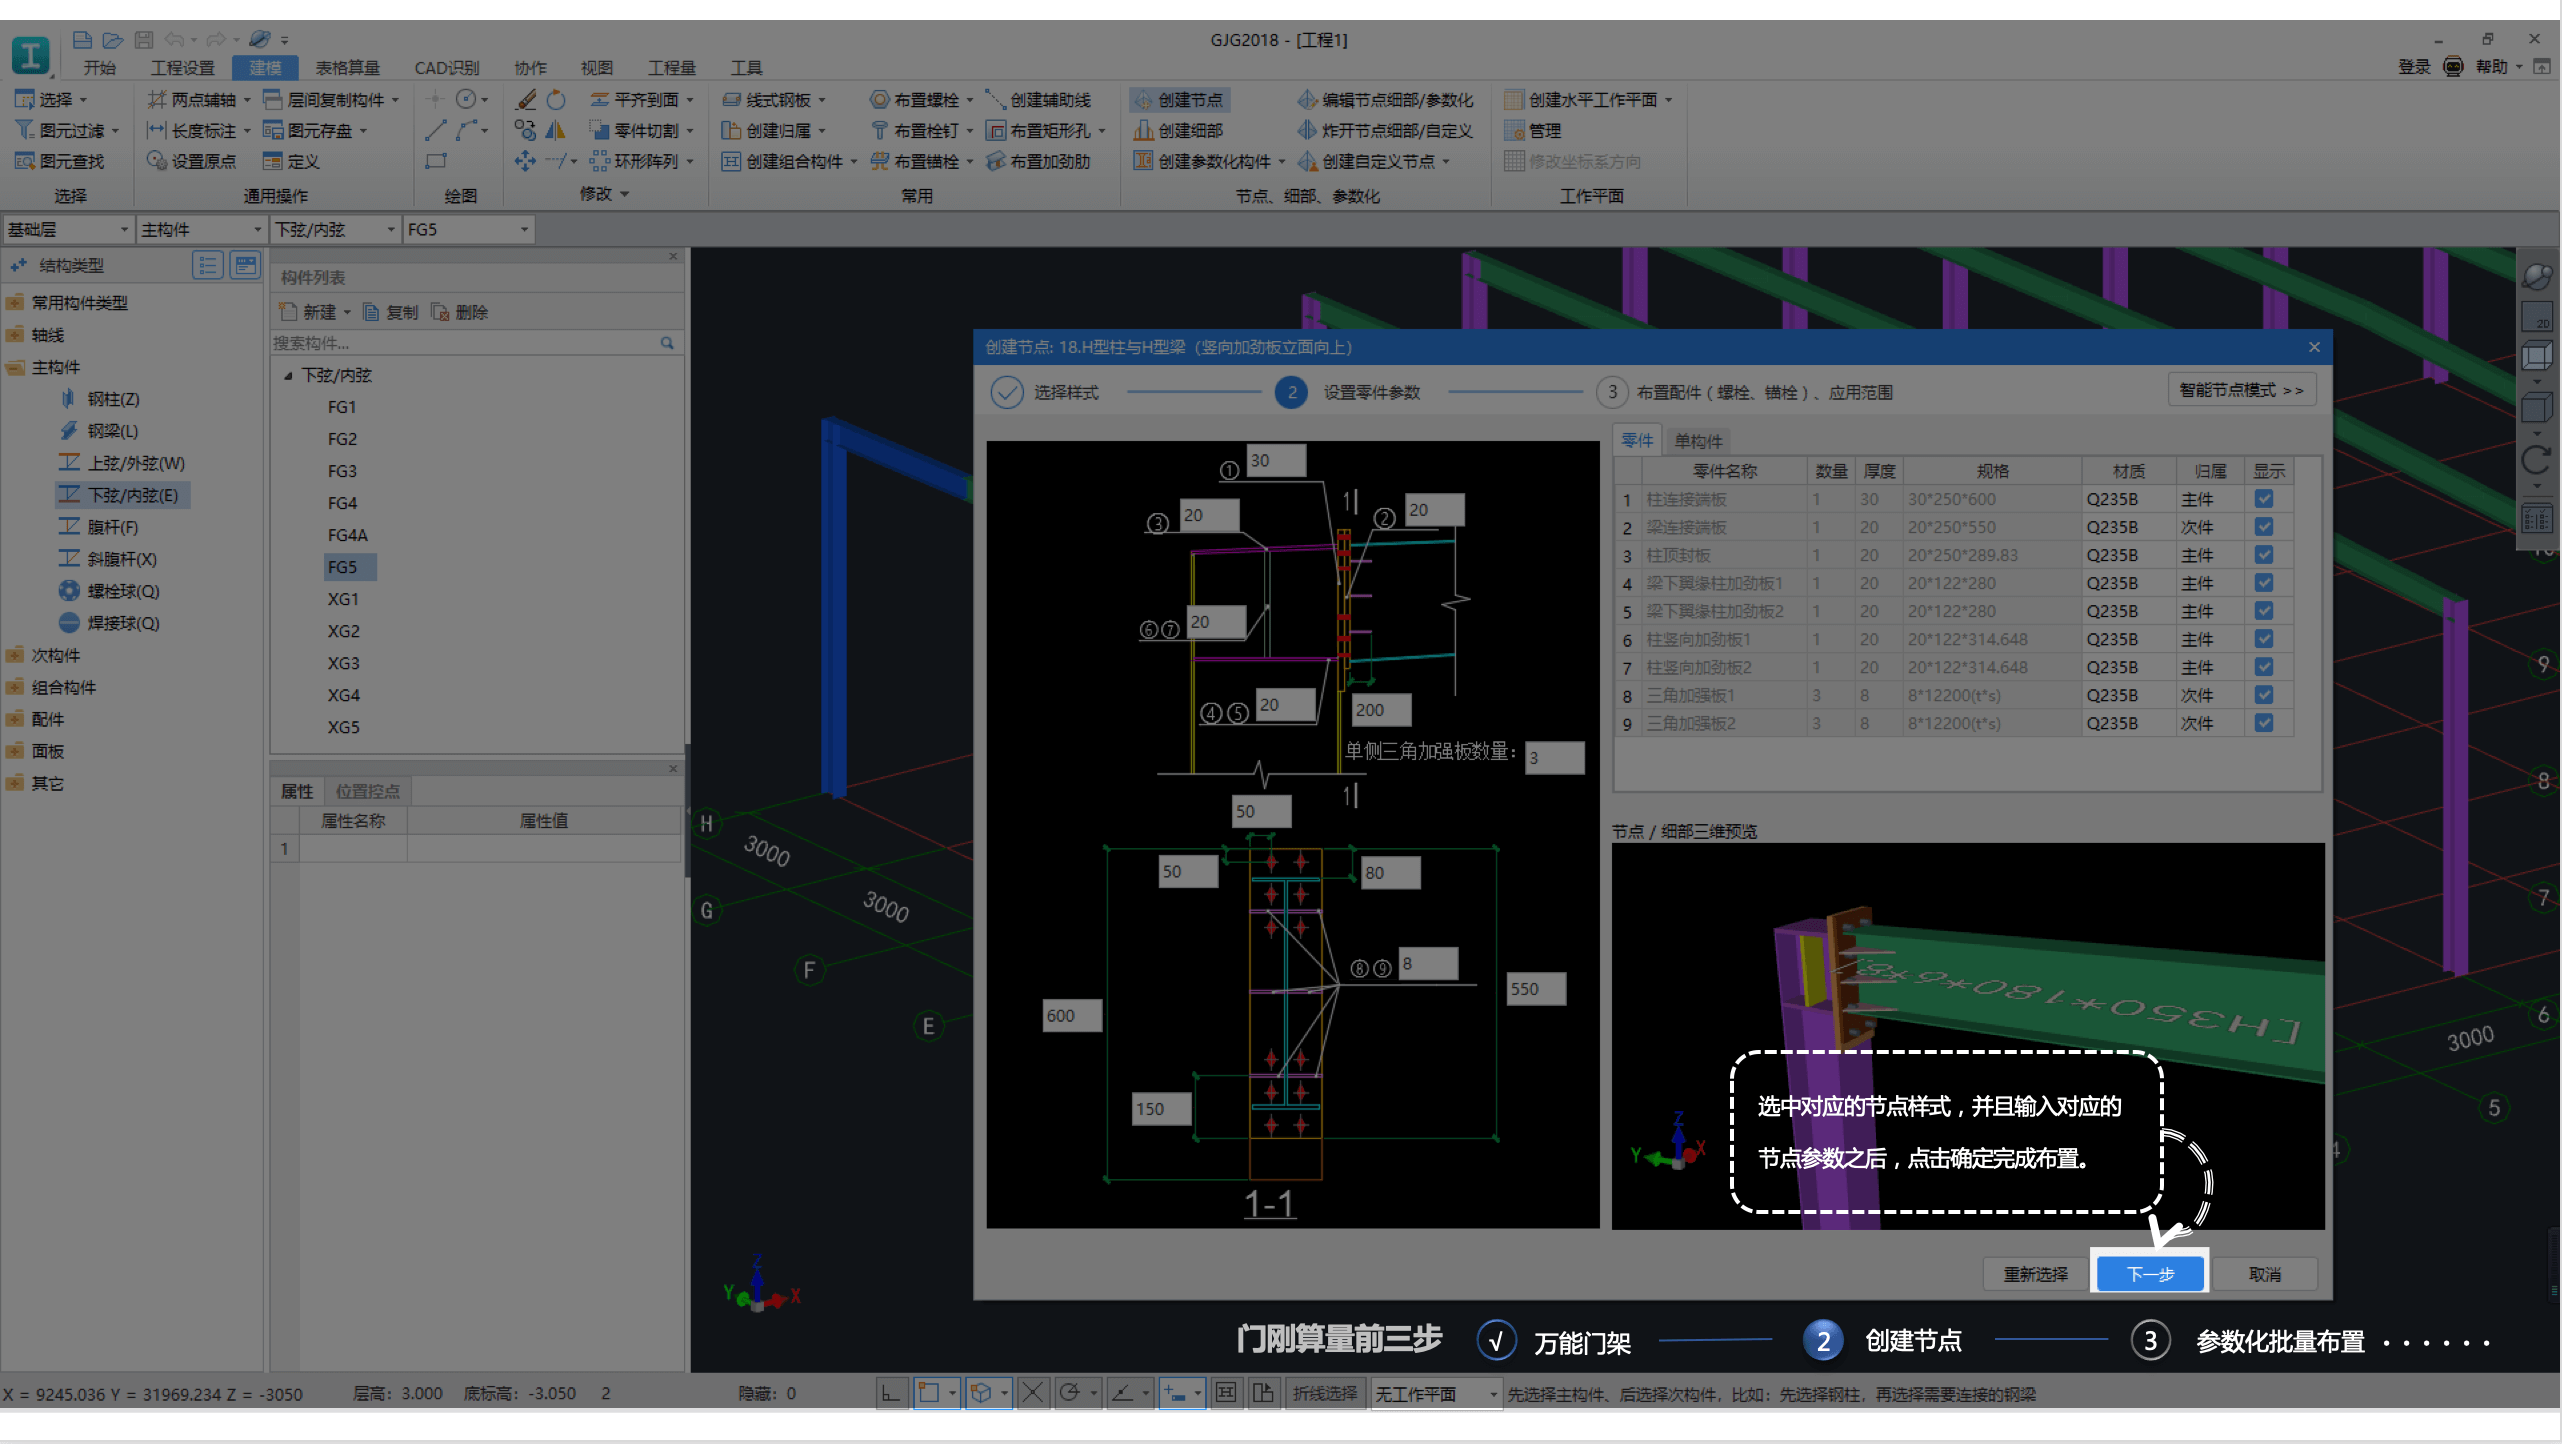 GJG2018 - [工程1]
开始 工程设置 建模 表格算量 CAD识别 协作 视图 工程量 工具
登录 帮助
选择 两点辅轴 层间复制构件 平齐到面 线式钢板 布置螺栓 创建辅助线 创建节点 编辑节点细部/参数化 创建水平工作平面
图元过滤 长度标注 图元存盘 零件切割 创建归属 布置栓钉 布置矩形孔 创建细部 炸开节点细部/自定义 管理
图元查找 设置原点 定义 环形阵列 创建组合构件 布置锚栓 布置加劲肋 创建参数化构件 创建自定义节点 修改坐标系方向
选择 通用操作 绘图 修改 常用 节点、细部、参数化 工作平面
基础层 主构件 下弦/内弦 FG5
结构类型
常用构件类型
轴线
主构件
钢柱(Z)
钢梁(L)
上弦/外弦(W)
下弦/内弦(E)
腹杆(F)
斜腹杆(X)
螺栓球(Q)
焊接球(Q)
次构件
组合构件
配件
面板
其它
构件列表
新建 复制 删除
搜索构件...
下弦/内弦
FG1
FG2
FG3
FG4
FG4A
FG5
XG1
XG2
XG3
XG4
XG5
属性 位置控点
属性名称 属性值
1
H
3000
G
3000
F
E
创建节点: 18.H型柱与H型梁（竖向加劲板立面向上）
选择样式 2 设置零件参数 3 布置配件（螺栓、锚栓）、应用范围 智能节点模式 >>
① 30
③ 20
1
② 20
⑥⑦ 20
④⑤ 20
200
单侧三角加强板数量: 3
1
50
50
80
⑧⑨ 8
550
600
150
1-1
零件 单构件
零件名称 数量 厚度 规格 材质 归属 显示
1 柱连接端板 1 30 30*250*600 Q235B 主件
2 梁连接端板 1 20 20*250*550 Q235B 次件
3 柱顶封板 1 20 20*250*289.83 Q235B 主件
4 梁下翼缘柱加劲板1 1 20 20*122*280 Q235B 主件
5 梁下翼缘柱加劲板2 1 20 20*122*280 Q235B 主件
6 柱竖向加劲板1 1 20 20*122*314.648 Q235B 主件
7 柱竖向加劲板2 1 20 20*122*314.648 Q235B 主件
8 三角加强板1 3 8 8*12200(t*s) Q235B 次件
9 三角加强板2 3 8 8*12200(t*s) Q235B 次件
节点 / 细部三维预览
Z
Y X
选中对应的节点样式，并且输入对应的
节点参数之后，点击确定完成布置。
重新选择 下一步 取消
2D
9
8
7
6
3000
5
4
Z
Y X
门刚算量前三步 √ 万能门架 2 创建节点 3 参数化批量布置 · · · · · ·
X = 9245.036 Y = 31969.234 Z = -3050 层高: 3.000 底标高: -3.050 2 隐藏: 0 折线选择 无工作平面 先选择主构件、后选择次构件，比如：先选择钢柱，再选择需要连接的钢梁